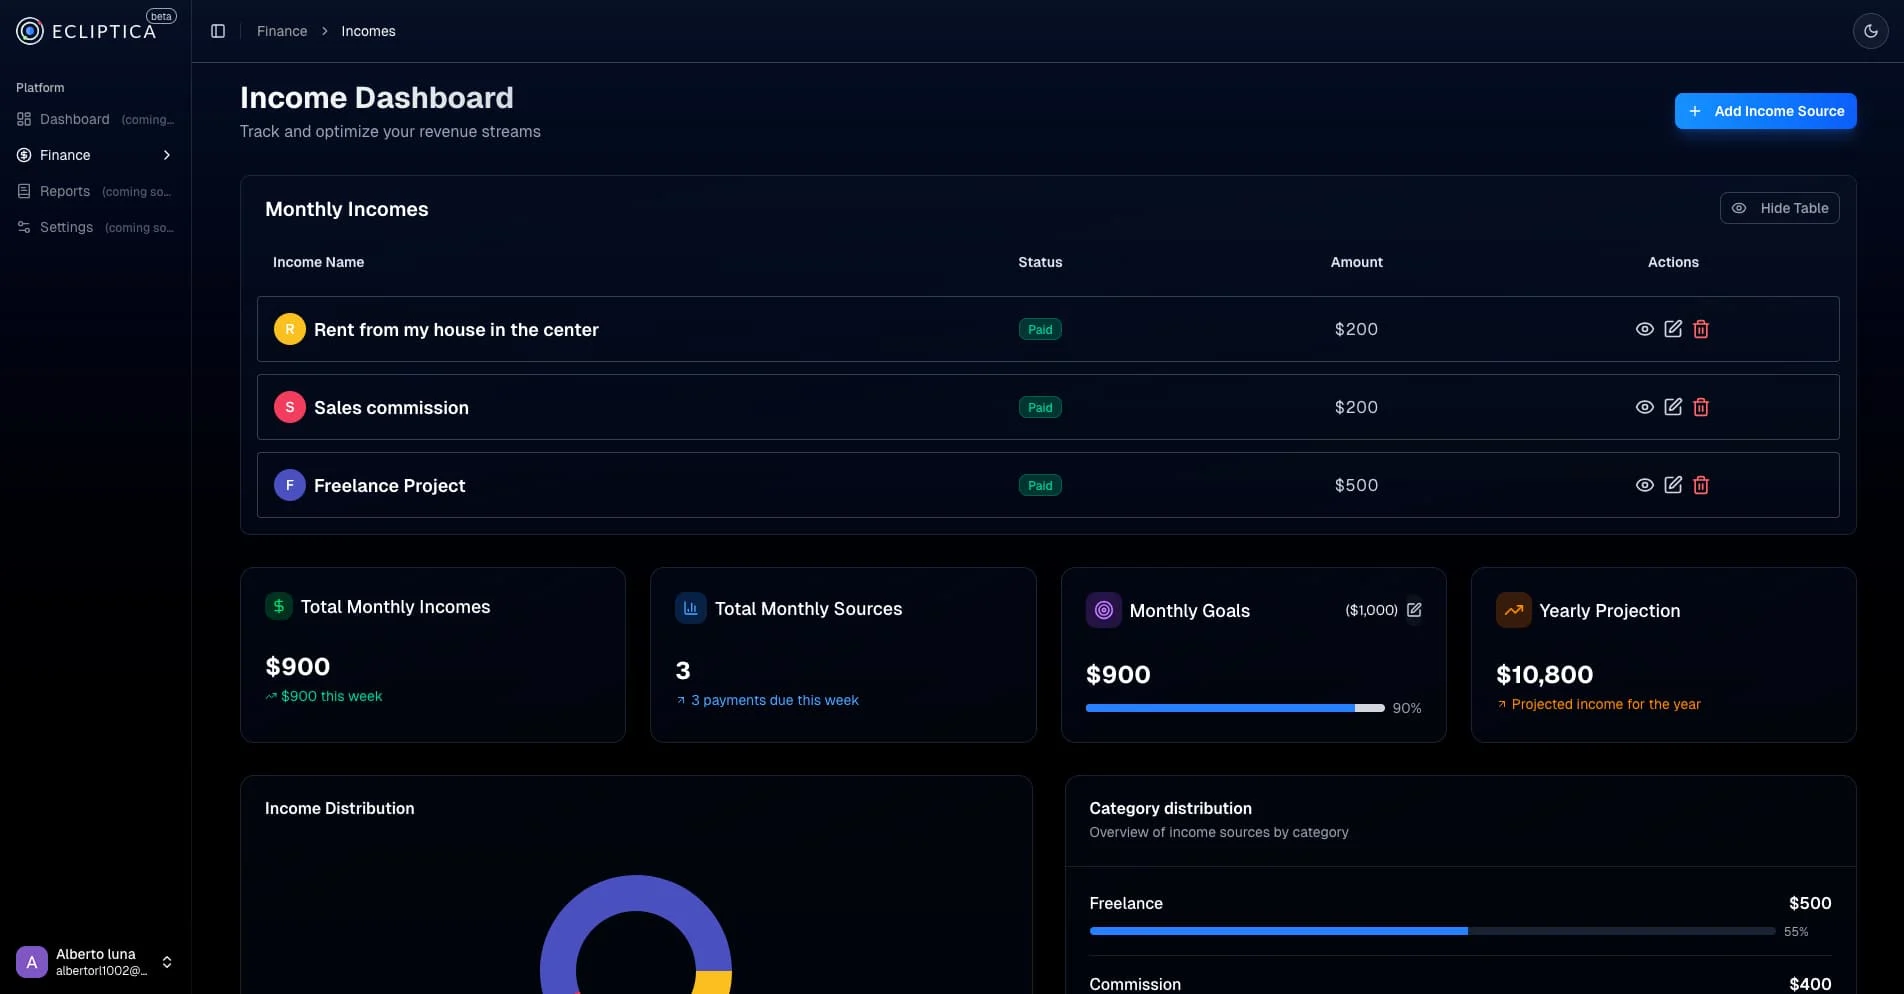 ECLIPTICA beta
Finance > Incomes
Platform
Dashboard (coming...
Finance
Reports (coming so...
Settings (coming so...
Income Dashboard
Track and optimize your revenue streams
+ Add Income Source
Monthly Incomes
Hide Table
Income Name Status Amount Actions
R Rent from my house in the center Paid $200
S Sales commission Paid $200
F Freelance Project Paid $500
$ Total Monthly Incomes
$900
$900 this week
Total Monthly Sources
3
3 payments due this week
Monthly Goals ($1,000)
$900
90%
Yearly Projection
$10,800
Projected income for the year
Income Distribution
Category distribution
Overview of income sources by category
Freelance $500
55%
Commission $400
A Alberto luna
albertorl1002@...